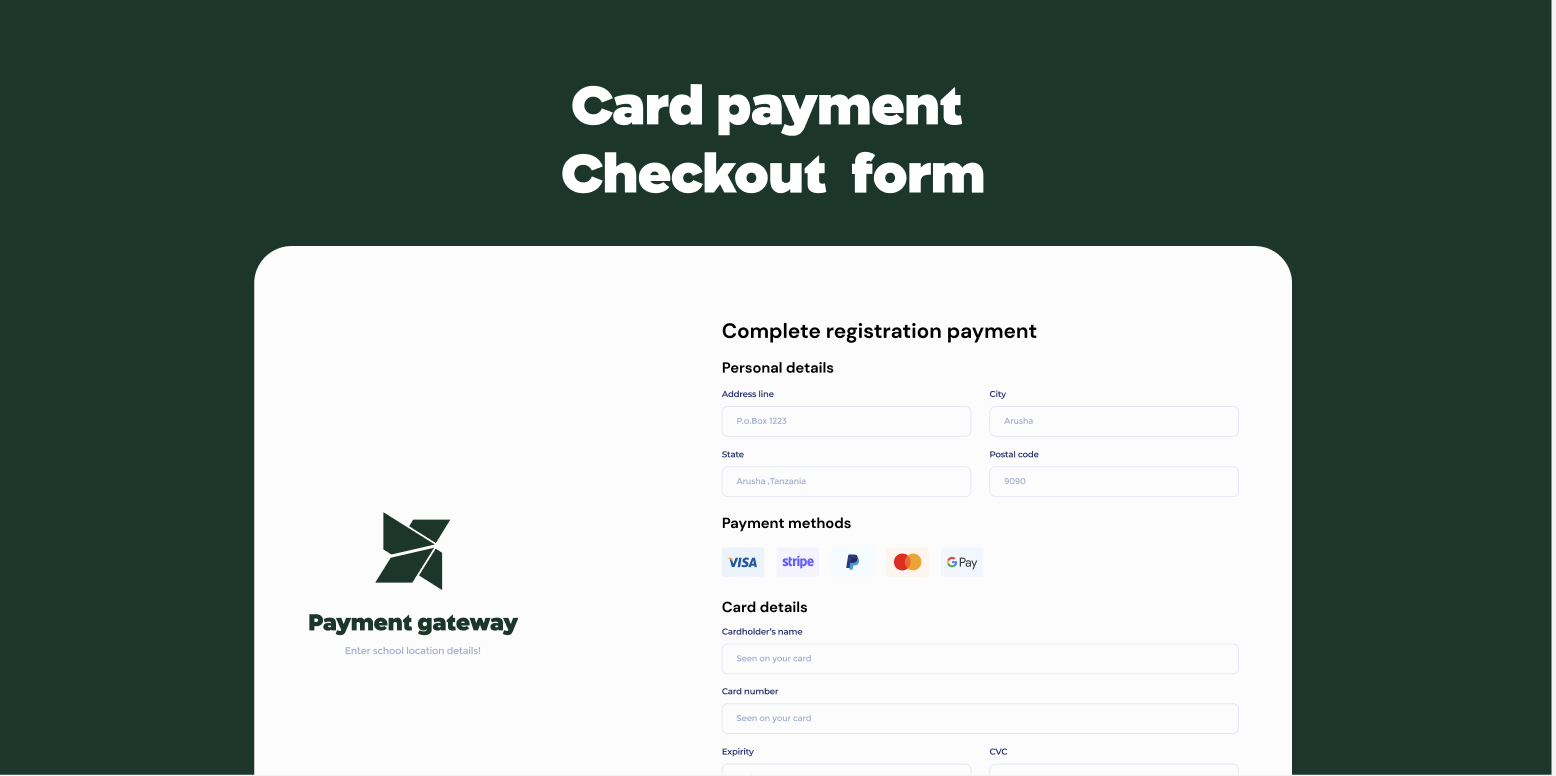 Card payment
Checkout form
Complete registration payment
Personal details
Address line
City
P.o.Box 1223
Arusha
State
Postal code
Arusha ,Tanzania
9090
Payment methods
VISA
stripe
G Pay
Payment gateway
Enter school location details!
Card details
Cardholder's name
Seen on your card
Card number
Seen on your card
Expirity
CVC